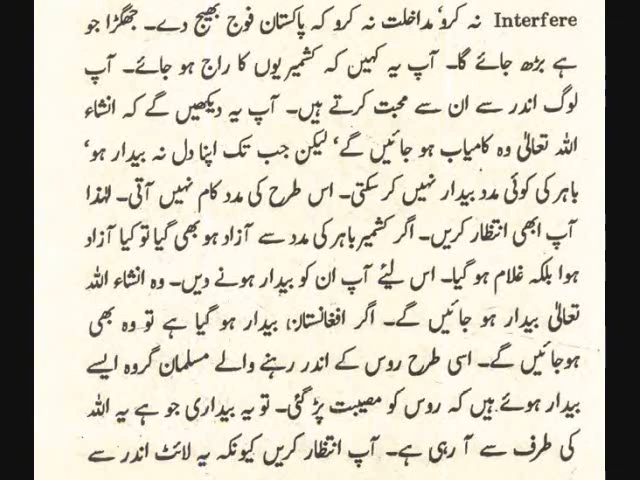 Interfere نہ کرو‘ مداخلت نہ کرو کہ پاکستان فوج بھیج دے۔ جھگڑا جو
ہے بڑھ جائے گا۔ آپ یہ کہیں کہ کشمیریوں کا راج ہو جائے۔ آپ
لوگ اندر سے ان سے محبت کرتے ہیں۔ آپ یہ دیکھیں گے کہ انشاء
اللہ تعالیٰ وہ کامیاب ہو جائیں گے‘ لیکن جب تک اپنا دل نہ بیدار ہو‘
باہر کی کوئی مدد بیدار نہیں کر سکتی۔ اس طرح کی مدد کام نہیں آتی۔ لہٰذا
آپ ابھی انتظار کریں۔ اگر کشمیر باہر کی مدد سے آزاد ہو بھی گیا تو کیا آزاد
ہوا بلکہ غلام ہو گیا۔ اس لیئے آپ ان کو بیدار ہونے دیں۔ وہ انشاء اللہ
تعالیٰ بیدار ہو جائیں گے۔ اگر افغانستان بیدار ہو گیا ہے تو وہ بھی
ہوجائیں گے۔ اسی طرح روس کے اندر رہنے والے مسلمان گروہ ایسے
بیدار ہوئے ہیں کہ روس کو مصیبت پڑ گئی۔ تو یہ بیداری جو ہے یہ اللہ
کی طرف سے آ رہی ہے۔ آپ انتظار کریں کیونکہ یہ لائٹ اندر سے